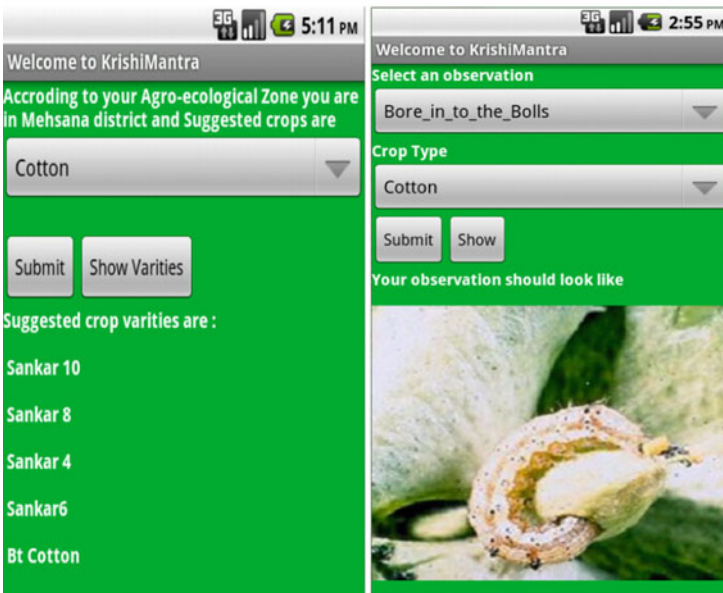 3G 5:11 PM
Welcome to KrishiMantra
Accroding to your Agro-ecological Zone you are
in Mehsana district and Suggested crops are
Cotton
Submit Show Varities
Suggested crop varities are :
Sankar 10
Sankar 8
Sankar 4
Sankar6
Bt Cotton
3G 2:55 PM
Welcome to KrishiMantra
Select an observation
Bore_in_to_the_Bolls
Crop Type
Cotton
Submit Show
Your observation should look like